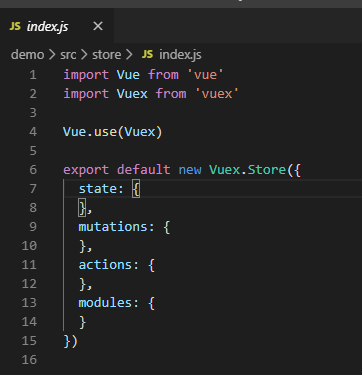 JS index.js ×
demo > src > store > JS index.js
1 import Vue from 'vue'
2 import Vuex from 'vuex'
3
4 Vue.use(Vuex)
5
6 export default new Vuex.Store({
7   state: {
8   },
9   mutations: {
10   },
11   actions: {
12   },
13   modules: {
14   }
15 })
16